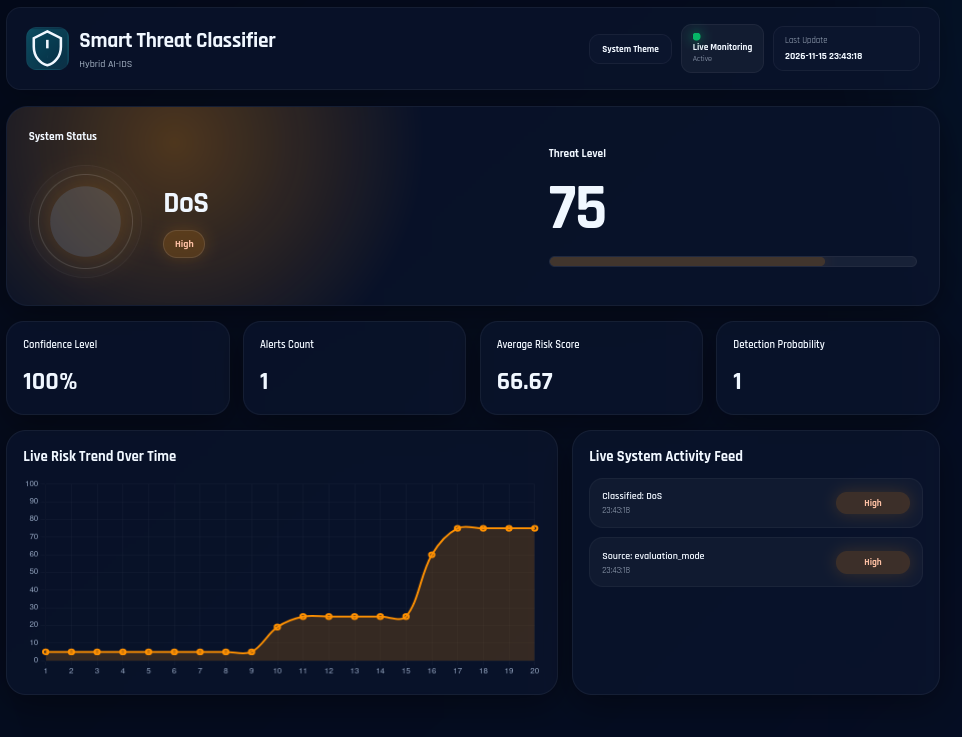 Smart Threat Classifier
Hybrid AI-IDS
System Theme
Live Monitoring
Active
Last Update
2026-11-15 23:43:18
System Status
DoS
High
Threat Level
75
Confidence Level
100%
Alerts Count
1
Average Risk Score
66.67
Detection Probability
1
Live Risk Trend Over Time
100
90
80
70
60
50
40
30
20
10
0
1 2 3 4 5 6 7 8 9 10 11 12 13 14 15 16 17 18 19 20
Live System Activity Feed
Classified: DoS
23:43:18
High
Source: evaluation_mode
23:43:18
High